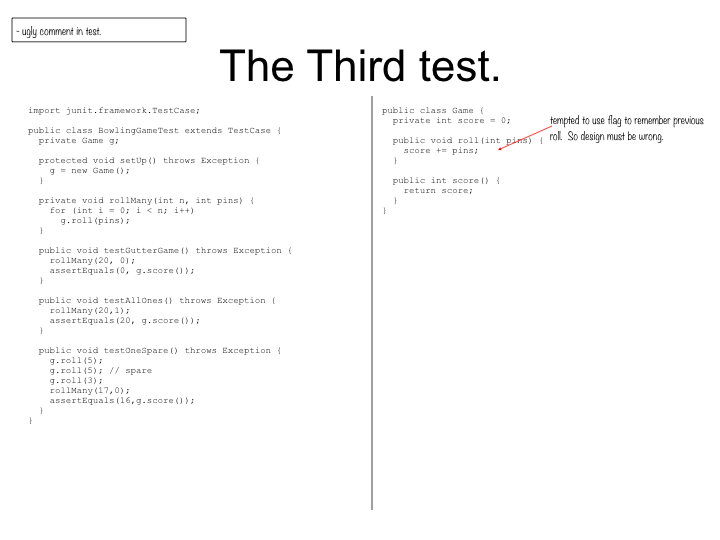 - ugly comment in test.
The Third test.
import junit.framework.TestCase;
public class BowlingGameTest extends TestCase {
private Game g;
protected void setUp() throws Exception {
g = new Game();
}
private void rollMany(int n, int pins) {
for (int i = 0; i < n; i++)
g.roll(pins);
}
public void testGutterGame() throws Exception {
rollMany(20, 0);
assertEquals(0, g.score());
}
public void testAllOnes() throws Exception {
rollMany(20,1);
assertEquals(20, g.score());
}
public void testOneSpare() throws Exception {
g.roll(5);
g.roll(5); // spare
g.roll(3);
rollMany(17,0);
assertEquals(16,g.score());
}
}
public class Game {
private int score = 0;
public void roll(int pins) {
score += pins;
}
public int score() {
return score;
}
}
tempted to use flag to remember previous
roll. So design must be wrong.